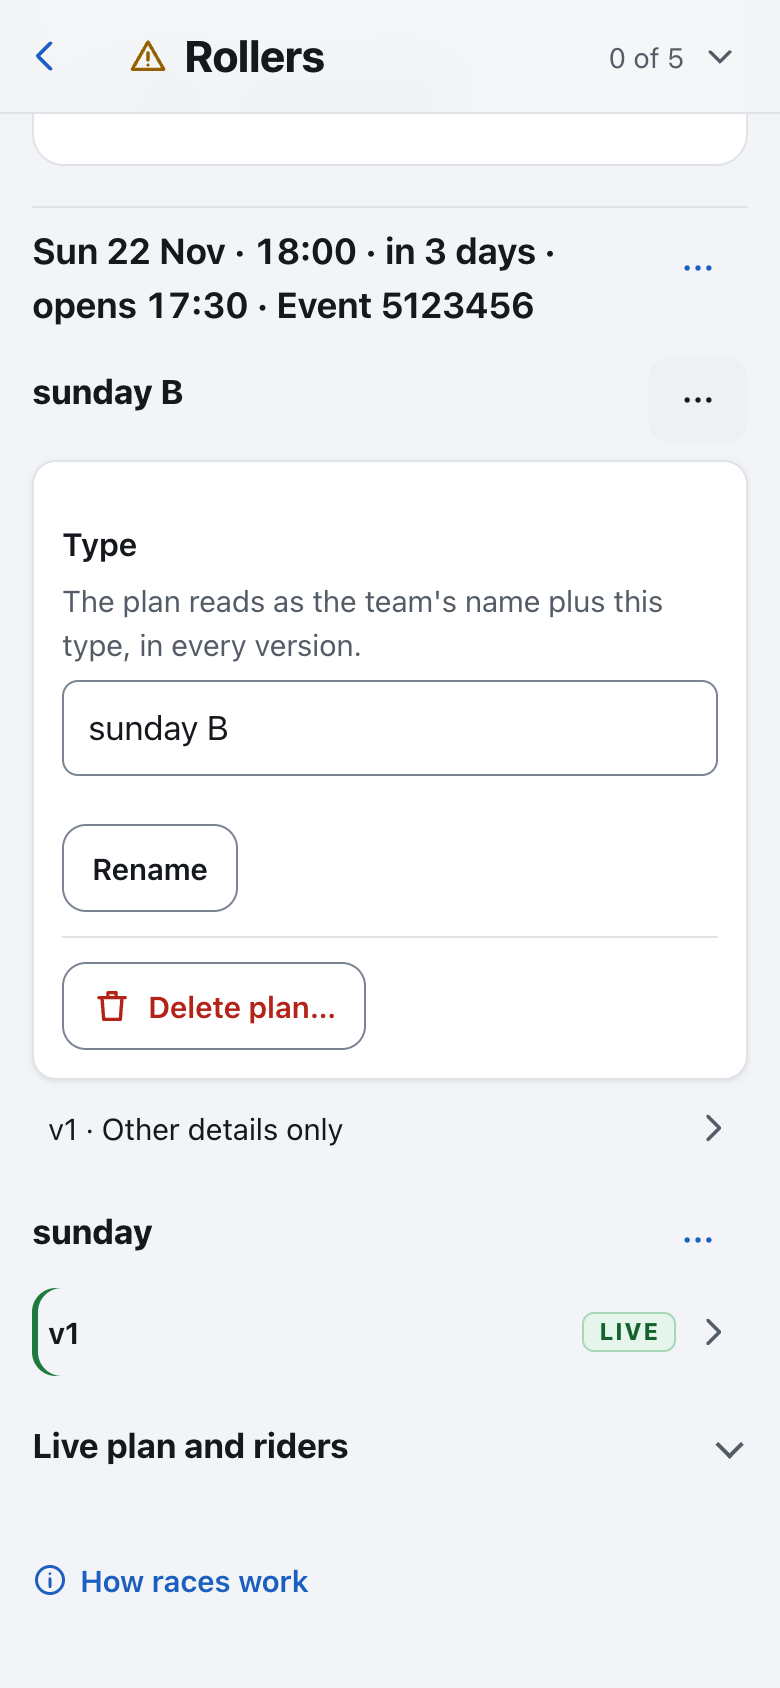 Rollers
0 of 5
Sun 22 Nov · 18:00 · in 3 days ·
opens 17:30 · Event 5123456
...
sunday B
...
Type
The plan reads as the team's name plus this
type, in every version.
sunday B
Rename
Delete plan...
v1 · Other details only
sunday
...
v1
LIVE
Live plan and riders
How races work